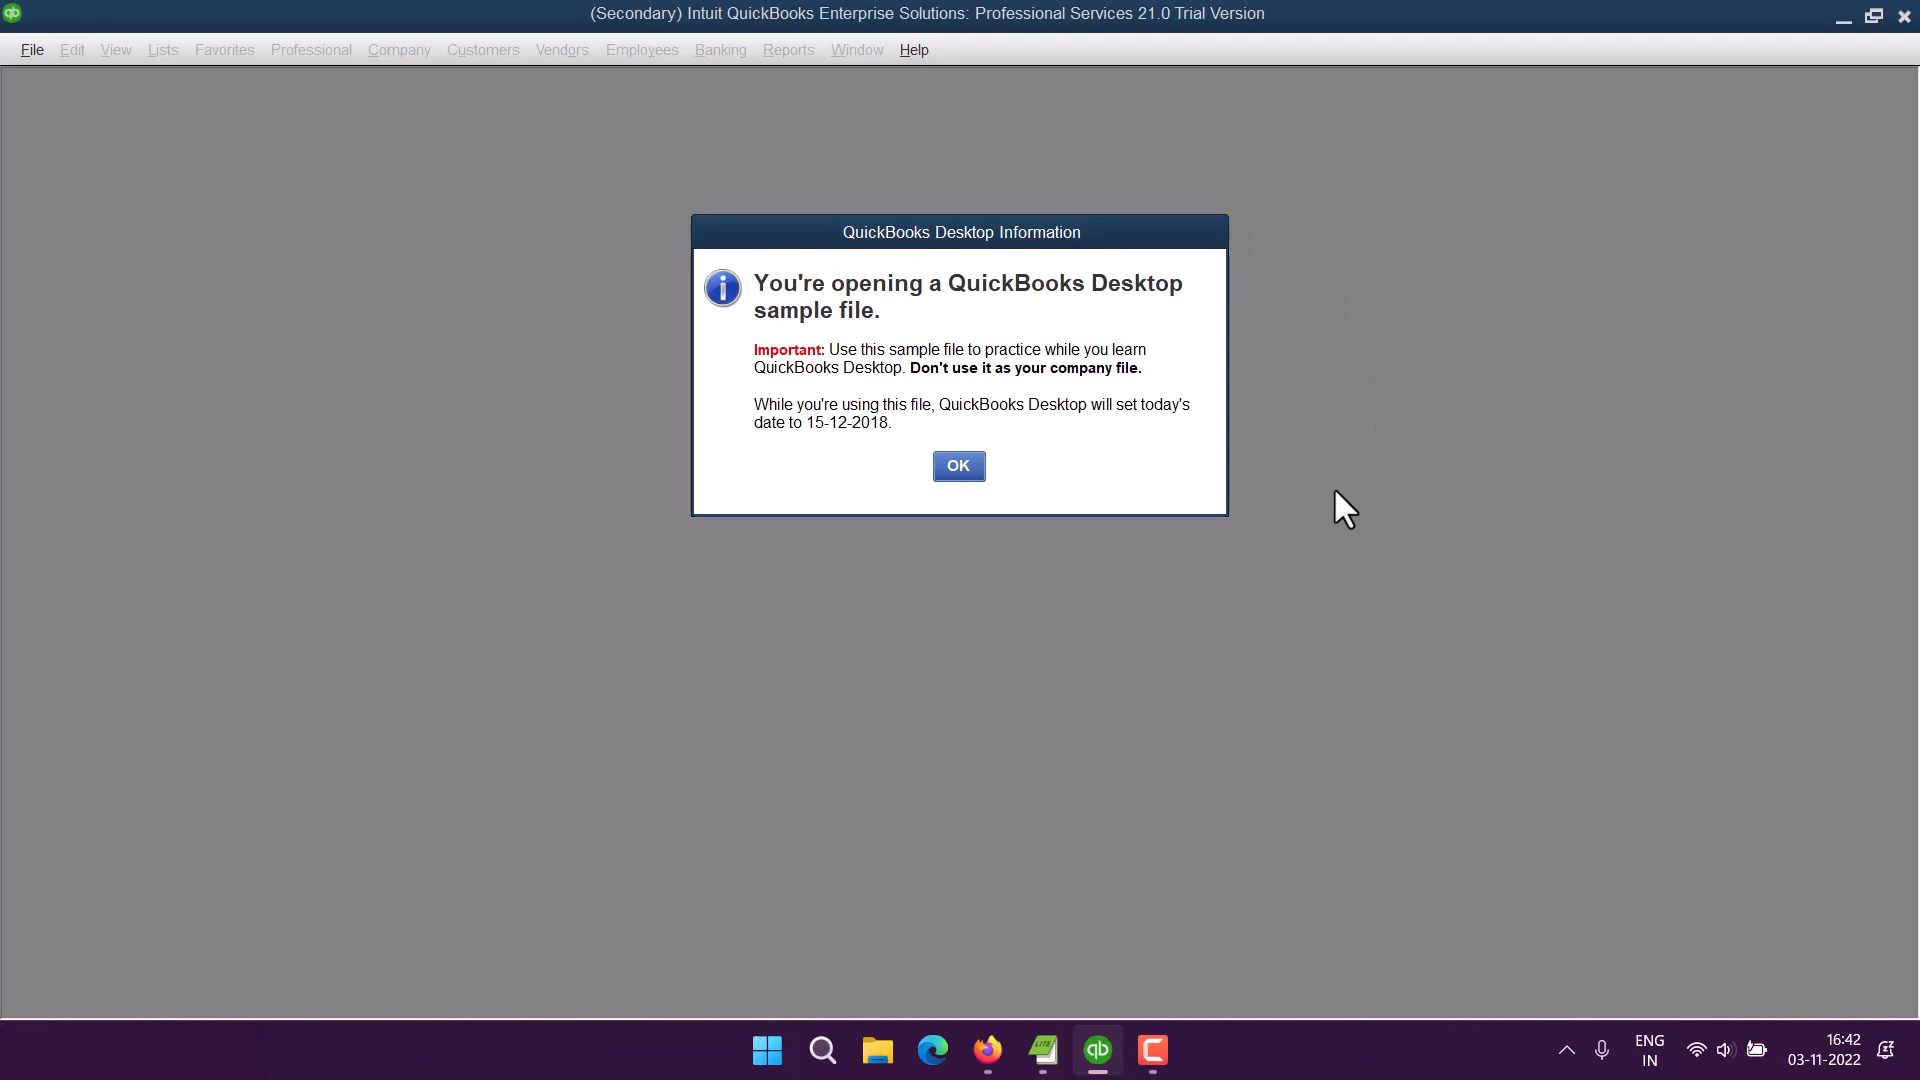 (Secondary) Intuit QuickBooks Enterprise Solutions: Professional Services 21.0 Trial Version
File Edit View Lists Favorites Professional Company Customers Vendors Employees Banking Reports Window Help
QuickBooks Desktop Information
You're opening a QuickBooks Desktop
sample file.
Important: Use this sample file to practice while you learn
QuickBooks Desktop. Don't use it as your company file.
While you're using this file, QuickBooks Desktop will set today's
date to 15-12-2018.
OK
qb
LITE
qb
ENG
IN
16:42
03-11-2022